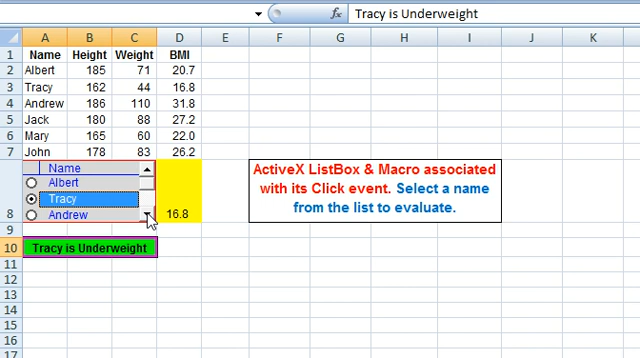 fx Tracy is Underweight
A B C D E F G H I J K
1 Name Height Weight BMI
2 Albert 185 71 20.7
3 Tracy 162 44 16.8
4 Andrew 186 110 31.8
5 Jack 180 88 27.2
6 Mary 165 60 22.0
7 John 178 83 26.2
Name
Albert
Tracy
8 Andrew 16.8
ActiveX ListBox & Macro associated
with its Click event. Select a name
from the list to evaluate.
9
10 Tracy is Underweight
11
12
13
14
15
16
17